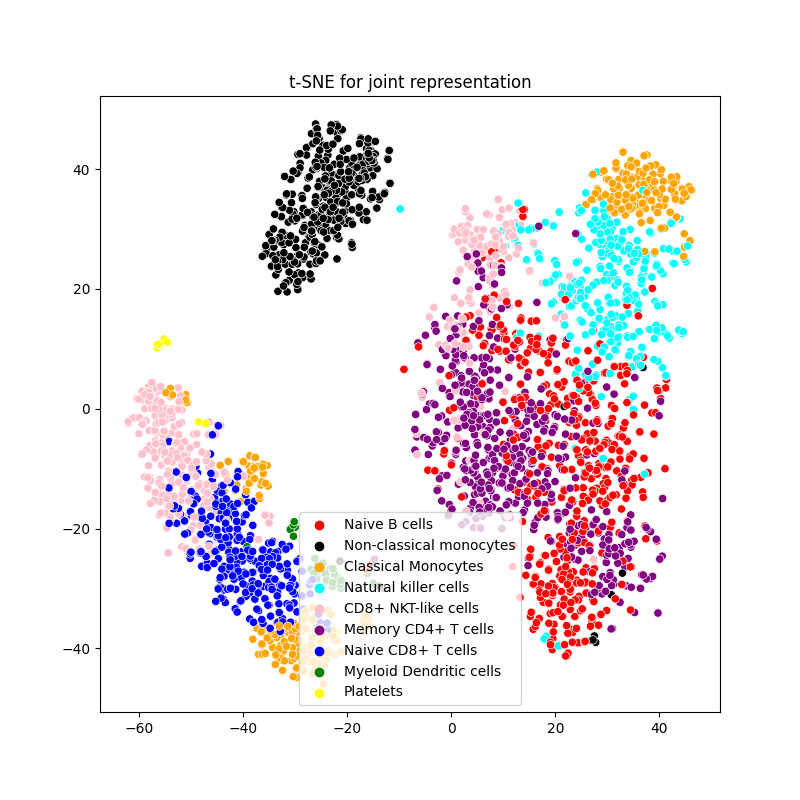 t-SNE for joint representation
40
20
0
−20
−40
Naive B cells
Non-classical monocytes
Classical Monocytes
Natural killer cells
CD8+ NKT-like cells
Memory CD4+ T cells
Naive CD8+ T cells
Myeloid Dendritic cells
Platelets
−60 −40 −20 0 20 40